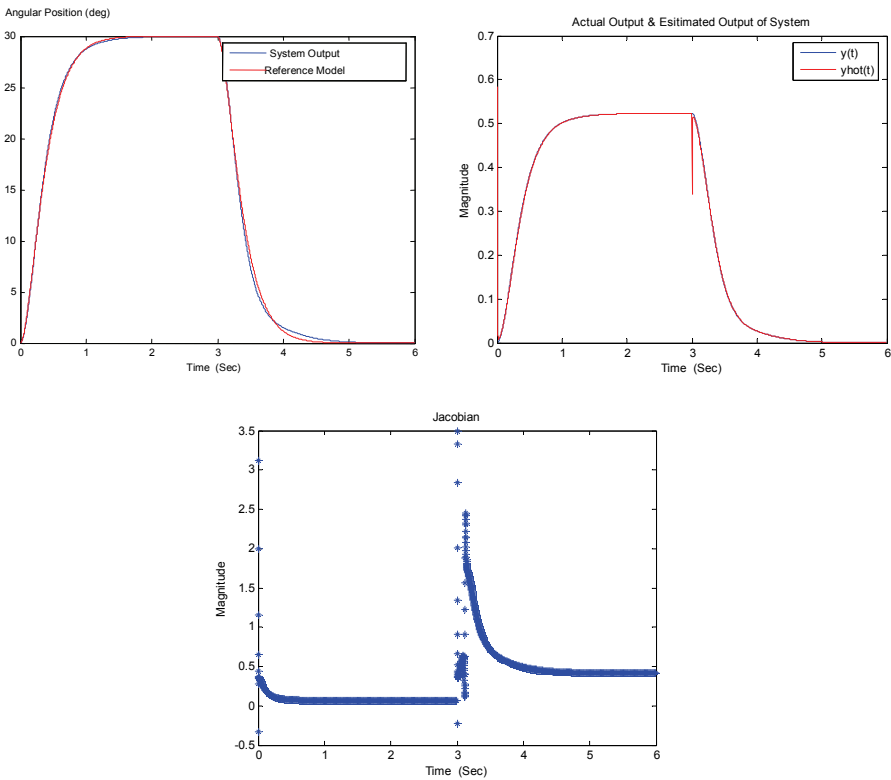 Angular Position (deg)
30
25
20
15
10
5
0
0 1 2 3 4 5 6
Time (Sec)
System Output
Reference Model
Actual Output & Esitimated Output of System
0.7
0.6
0.5
0.4
0.3
0.2
0.1
0
0 1 2 3 4 5 6
Time (Sec)
Magnitude
y(t)
yhot(t)
Jacobian
3.5
3
2.5
2
1.5
1
0.5
0
-0.5
0 1 2 3 4 5 6
Time (Sec)
Magnitude